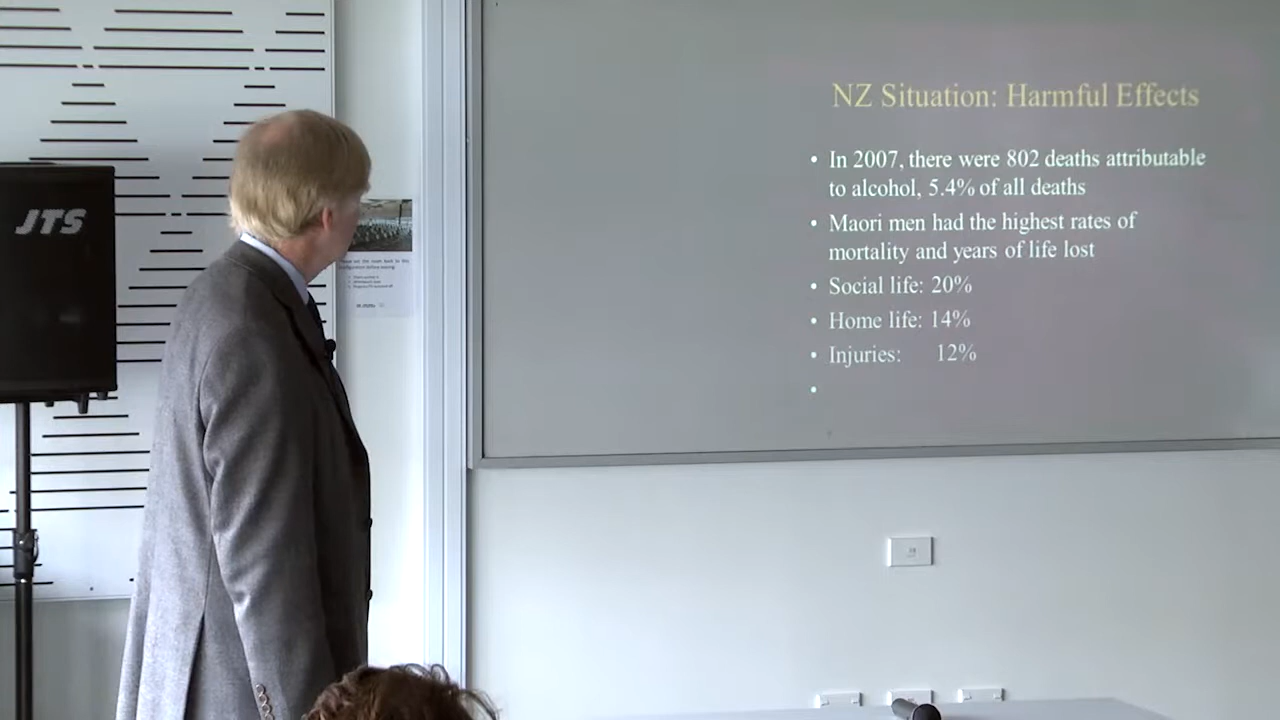 JTS
NZ Situation: Harmful Effects
• In 2007, there were 802 deaths attributable
to alcohol, 5.4% of all deaths
• Maori men had the highest rates of
mortality and years of life lost
• Social life: 20%
• Home life: 14%
• Injuries: 12%
•